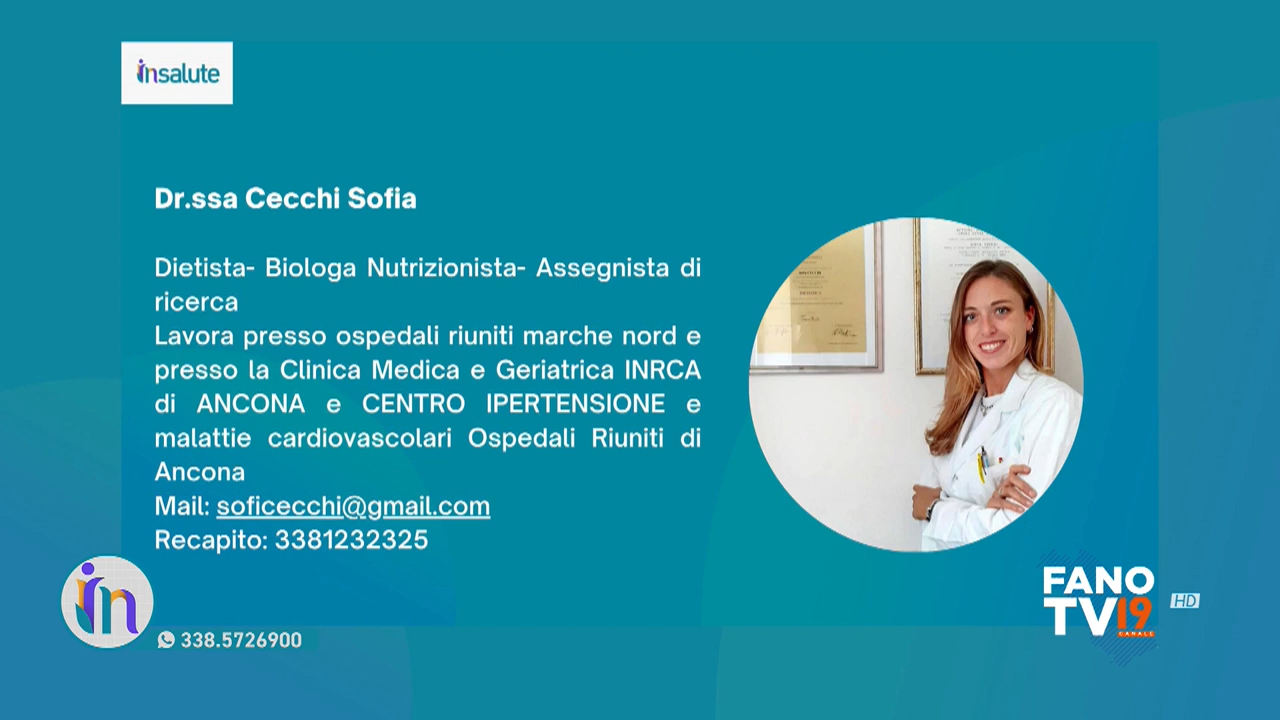 insalute
Dr.ssa Cecchi Sofia
Dietista- Biologa Nutrizionista- Assegnista di
ricerca
Lavora presso ospedali riuniti marche nord e
presso la Clinica Medica e Geriatrica INRCA
di ANCONA e CENTRO IPERTENSIONE e
malattie cardiovascolari Ospedali Riuniti di
Ancona
Mail: soficecchi@gmail.com
Recapito: 3381232325
in
338.5726900
FANO
TV19
CANALE
HD